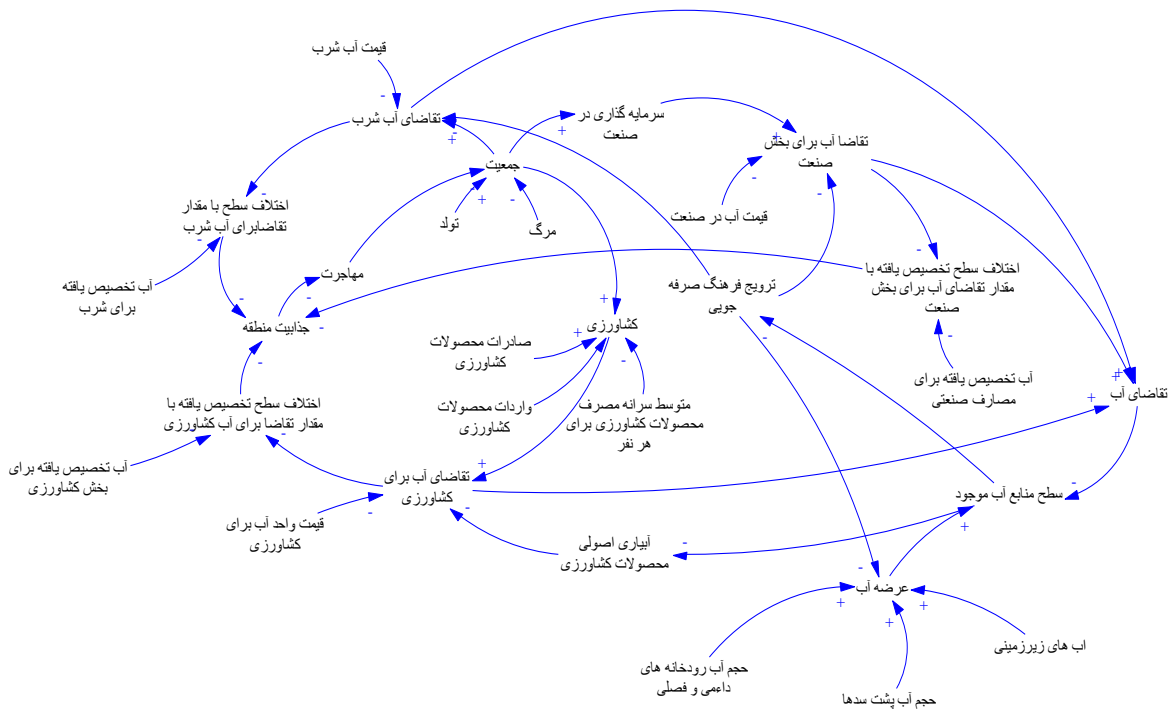 قیمت آب شرب
تقاضای آب شرب
سرمایه گذاری در
صنعت
تقاضا آب برای بخش
صنعت
جمعیت
تولد
مرگ
قیمت آب در صنعت
اختلاف سطح با مقدار
تقاضابرای آب شرب
آب تخصیص یافته
برای شرب
مهاجرت
جذابیت منطقه
ترویج فرهنگ صرفه
جویی
اختلاف سطح تخصیص یافته با
مقدار تقاضای آب برای بخش
صنعت
کشاورزی
صادرات محصولات
کشاورزی
واردات محصولات
کشاورزی
متوسط سرانه مصرف
محصولات کشاورزی برای
هر نفر
آب تخصیص یافته برای
مصارف صنعتی
تقاضای آب
اختلاف سطح تخصیص یافته با
مقدار تقاضا برای آب کشاورزی
آب تخصیص یافته برای
بخش کشاورزی
تقاضای آب برای
کشاورزی
قیمت واحد آب برای
کشاورزی
سطح منابع آب موجود
آبیاری اصولی
محصولات کشاورزی
عرضه آب
حجم آب رودخانه های
داءمی و فصلی
حجم آب پشت سدها
اب های زیرزمینی